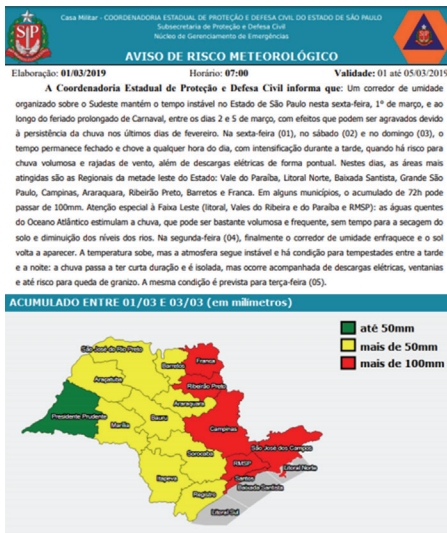 Casa Militar - COORDENADORIA ESTADUAL DE PROTEÇÃO E DEFESA CIVIL DO ESTADO DE SÃO PAULO
Subsecretaria de Proteção e Defesa Civil
Núcleo de Gerenciamento de Emergências
AVISO DE RISCO METEOROLÓGICO
Elaboração: 01/03/2019 Horário: 07:00 Validade: 01 até 05/03/2019
A Coordenadoria Estadual de Proteção e Defesa Civil informa que: Um corredor de umidade
organizado sobre o Sudeste mantém o tempo instável no Estado de São Paulo nesta sexta-feira, 1º de março, e ao
longo do feriado prolongado de Carnaval, entre os dias 2 e 5 de março, com efeitos que podem ser agravados devido
à persistência da chuva nos últimos dias de fevereiro. Na sexta-feira (01), no sábado (02) e no domingo (03), o
tempo permanece fechado e chove a qualquer hora do dia, com intensificação durante a tarde, quando há risco para
chuva volumosa e rajadas de vento, além de descargas elétricas de forma pontual. Nestes dias, as áreas mais
atingidas são as Regionais da metade leste do Estado: Vale do Paraíba, Litoral Norte, Baixada Santista, Grande São
Paulo, Campinas, Araraquara, Ribeirão Preto, Barretos e Franca. Em alguns municípios, o acumulado de 72h pode
passar de 100mm. Atenção especial à Faixa Leste (litoral, Vales do Ribeira e do Paraíba e RMSP): as águas quentes
do Oceano Atlântico estimulam a chuva, que pode ser bastante volumosa e frequente, sem tempo para a secagem do
solo e diminuição dos níveis dos rios. Na segunda-feira (04), finalmente o corredor de umidade enfraquece e o sol
volta a aparecer. A temperatura sobe, mas a atmosfera segue instável e há condição para tempestades entre a tarde
e a noite: a chuva passa a ter curta duração e é isolada, mas ocorre acompanhada de descargas elétricas, ventanias
e até risco para queda de granizo. A mesma condição é prevista para terça-feira (05).
ACUMULADO ENTRE 01/03 E 03/03 (em milímetros)
até 50mm
mais de 50mm
mais de 100mm
São José do Rio Preto
Barretos
Franca
Ribeirão Preto
Araçatuba
Araraquara
Presidente Prudente
Marília
Bauru
Campinas
São José dos Campos
Sorocaba
RMSP
Litoral Norte
Itapeva
Santos
Baixada Santista
Registro
Litoral Sul